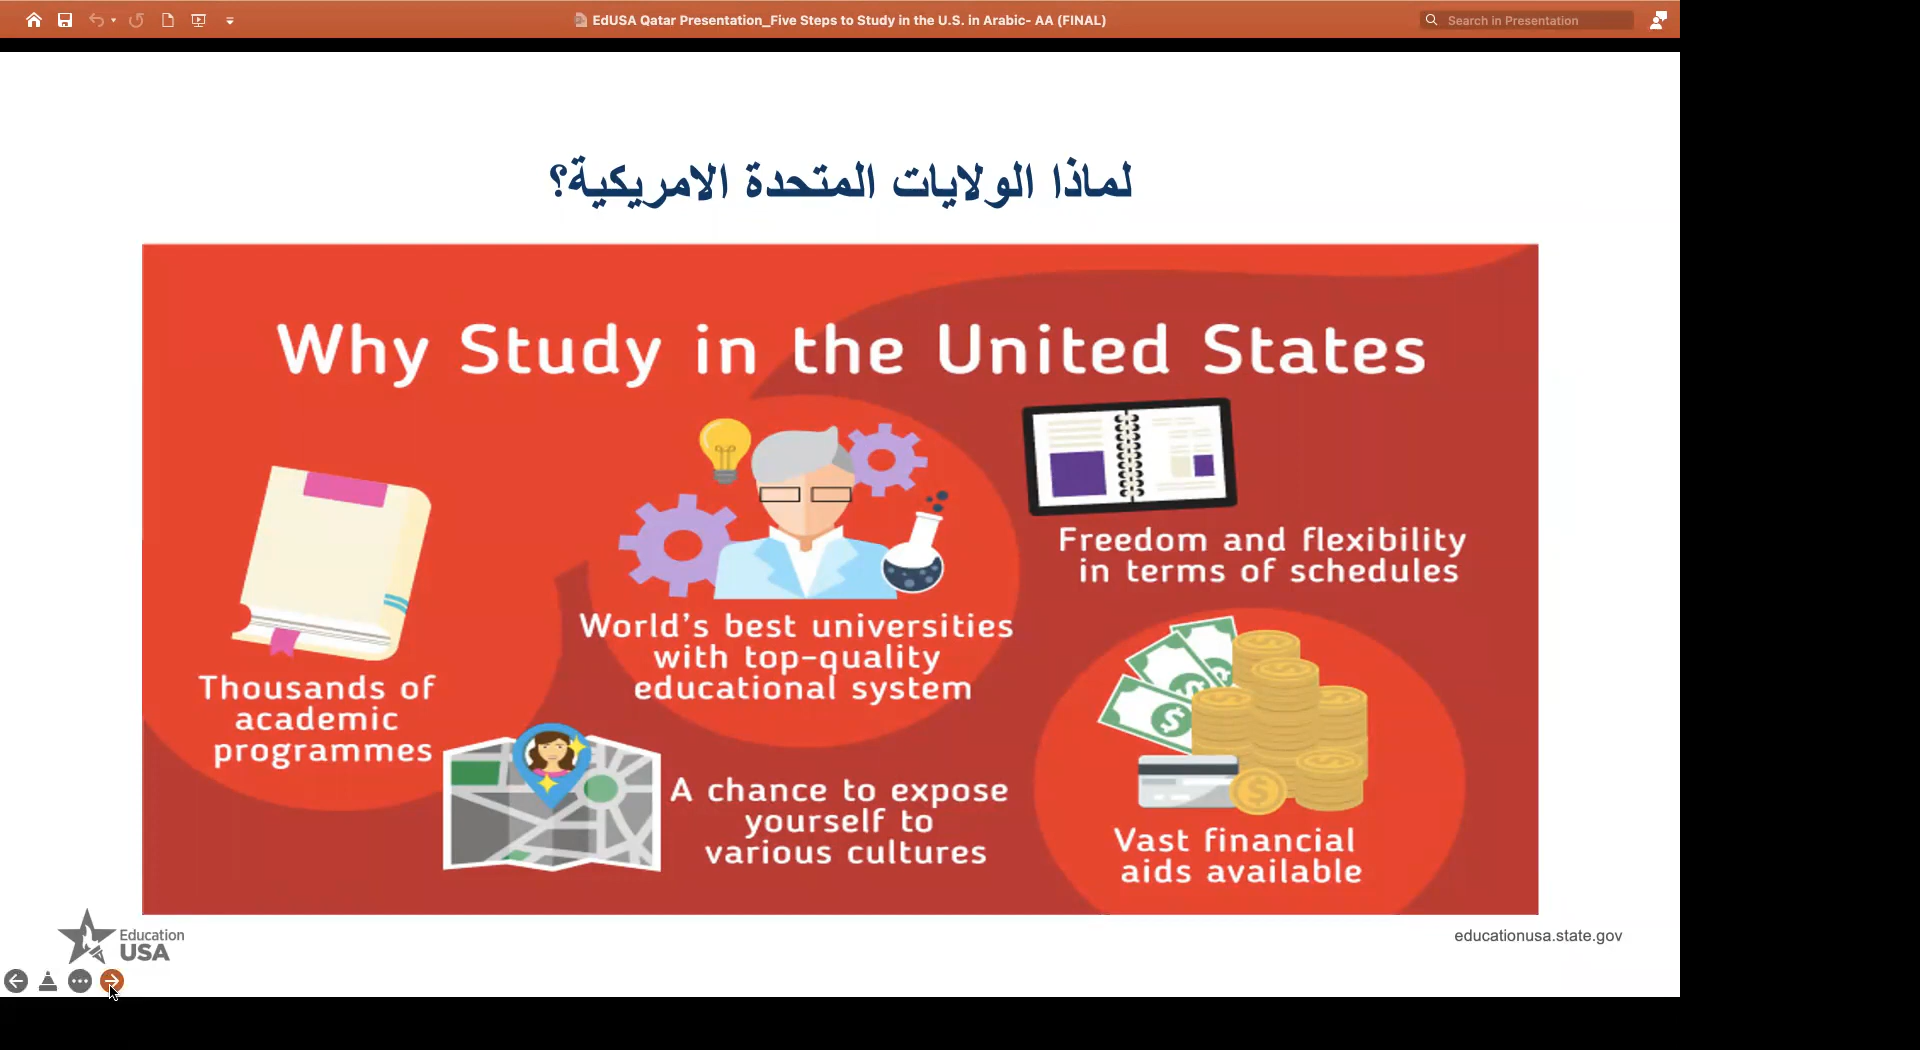 EdUSA Qatar Presentation_Five Steps to Study in the U.S. in Arabic- AA (FINAL)
Search in Presentation
لماذا الولايات المتحدة الامريكية؟
Why Study in the United States
Thousands of
academic
programmes
World's best universities
with top-quality
educational system
Freedom and flexibility
in terms of schedules
A chance to expose
yourself to
various cultures
Vast financial
aids available
Education
USA
educationusa.state.gov